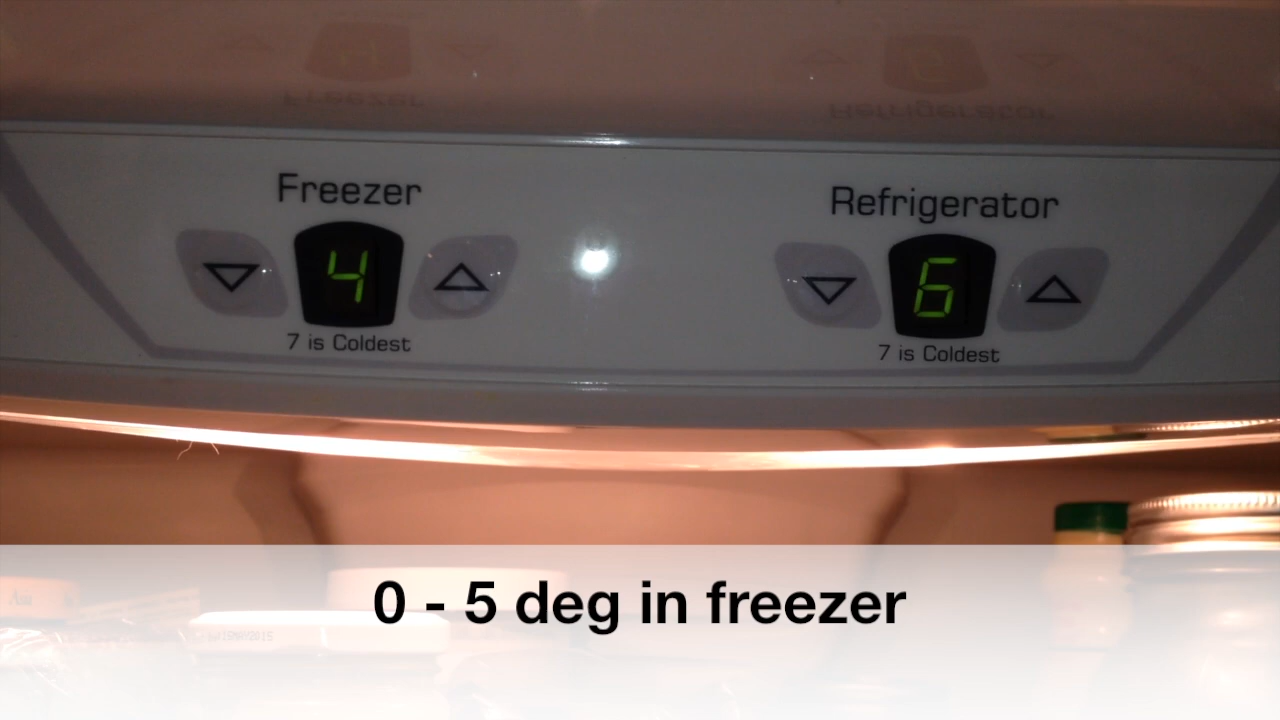 Freezer
4
7 is Coldest
Refrigerator
6
7 is Coldest
0 - 5 deg in freezer